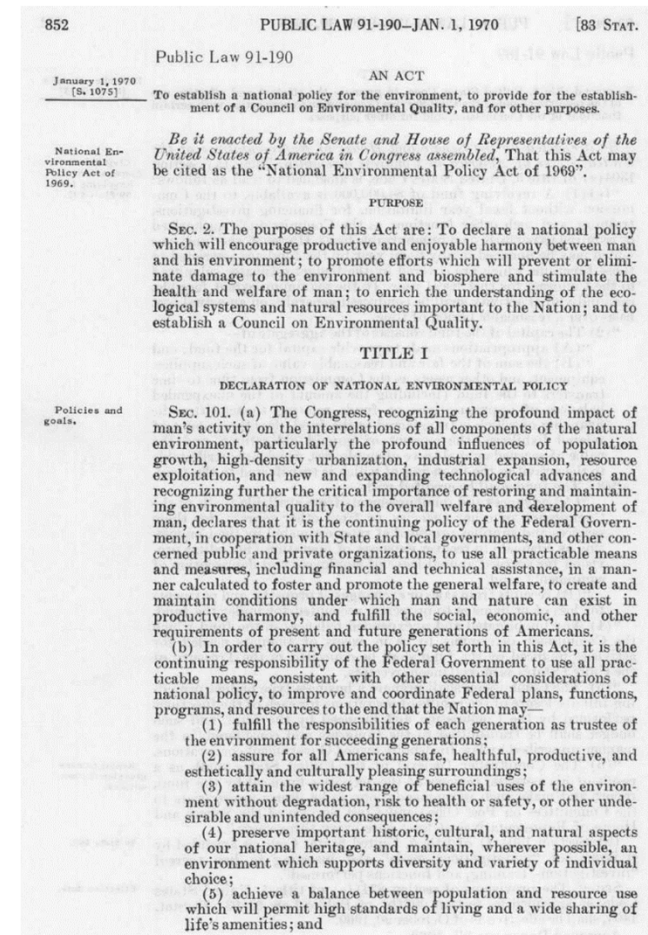 852 PUBLIC LAW 91-190-JAN. 1, 1970 [83 STAT.
Public Law 91-190
January 1, 1970
[S. 1075]
AN ACT
To establish a national policy for the environment, to provide for the establish-
ment of a Council on Environmental Quality, and for other purposes.
National En-
vironmental
Policy Act of
1969.
Be it enacted by the Senate and House of Representatives of the
United States of America in Congress assembled, That this Act may
be cited as the “National Environmental Policy Act of 1969”.
PURPOSE
SEC. 2. The purposes of this Act are: To declare a national policy
which will encourage productive and enjoyable harmony between man
and his environment; to promote efforts which will prevent or elimi-
nate damage to the environment and biosphere and stimulate the
health and welfare of man; to enrich the understanding of the eco-
logical systems and natural resources important to the Nation; and to
establish a Council on Environmental Quality.
TITLE I
DECLARATION OF NATIONAL ENVIRONMENTAL POLICY
Policies and
goals.
SEC. 101. (a) The Congress, recognizing the profound impact of
man's activity on the interrelations of all components of the natural
environment, particularly the profound influences of population
growth, high-density urbanization, industrial expansion, resource
exploitation, and new and expanding technological advances and
recognizing further the critical importance of restoring and maintain-
ing environmental quality to the overall welfare and development of
man, declares that it is the continuing policy of the Federal Govern-
ment, in cooperation with State and local governments, and other con-
cerned public and private organizations, to use all practicable means
and measures, including financial and technical assistance, in a man-
ner calculated to foster and promote the general welfare, to create and
maintain conditions under which man and nature can exist in
productive harmony, and fulfill the social, economic, and other
requirements of present and future generations of Americans.
(b) In order to carry out the policy set forth in this Act, it is the
continuing responsibility of the Federal Government to use all prac-
ticable means, consistent with other essential considerations of
national policy, to improve and coordinate Federal plans, functions,
programs, and resources to the end that the Nation may—
(1) fulfill the responsibilities of each generation as trustee of
the environment for succeeding generations;
(2) assure for all Americans safe, healthful, productive, and
esthetically and culturally pleasing surroundings;
(3) attain the widest range of beneficial uses of the environ-
ment without degradation, risk to health or safety, or other unde-
sirable and unintended consequences;
(4) preserve important historic, cultural, and natural aspects
of our national heritage, and maintain, wherever possible, an
environment which supports diversity and variety of individual
choice;
(5) achieve a balance between population and resource use
which will permit high standards of living and a wide sharing of
life's amenities; and